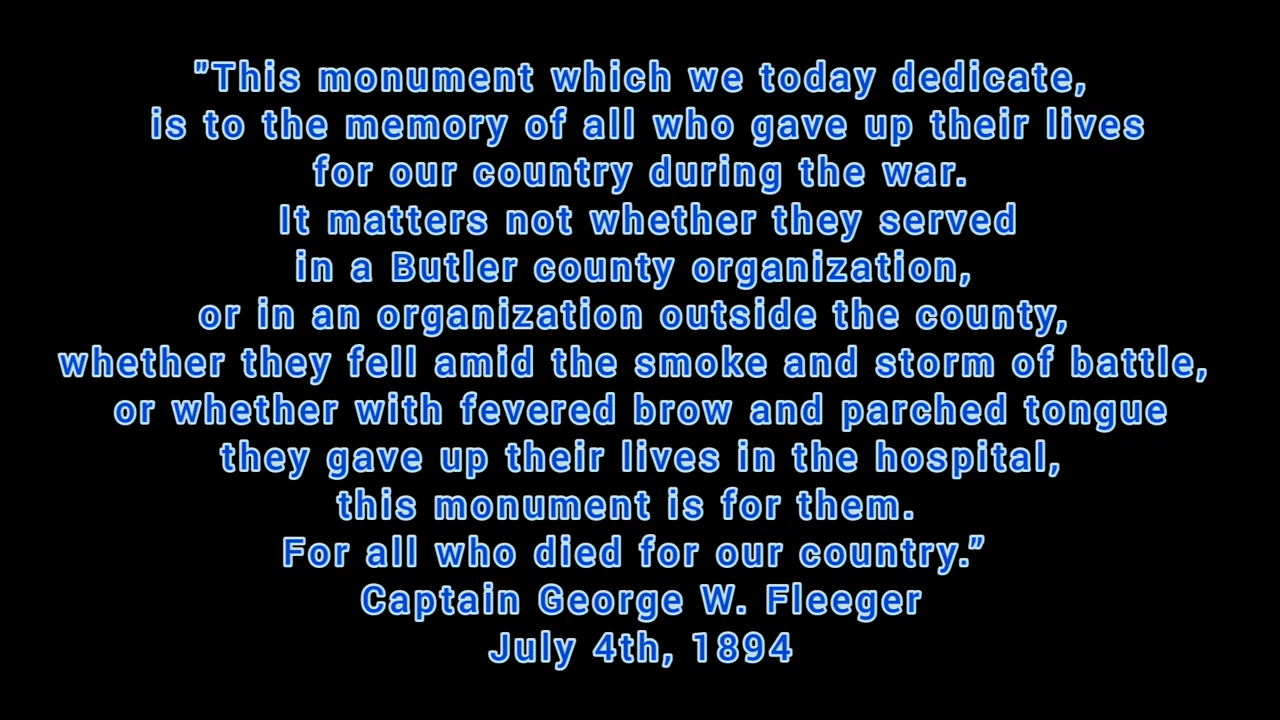 "This monument which we today dedicate,
is to the memory of all who gave up their lives
for our country during the war.
It matters not whether they served
in a Butler county organization,
or in an organization outside the county,
whether they fell amid the smoke and storm of battle,
or whether with fevered brow and parched tongue
they gave up their lives in the hospital,
this monument is for them.
For all who died for our country.”
Captain George W. Fleeger
July 4th, 1894